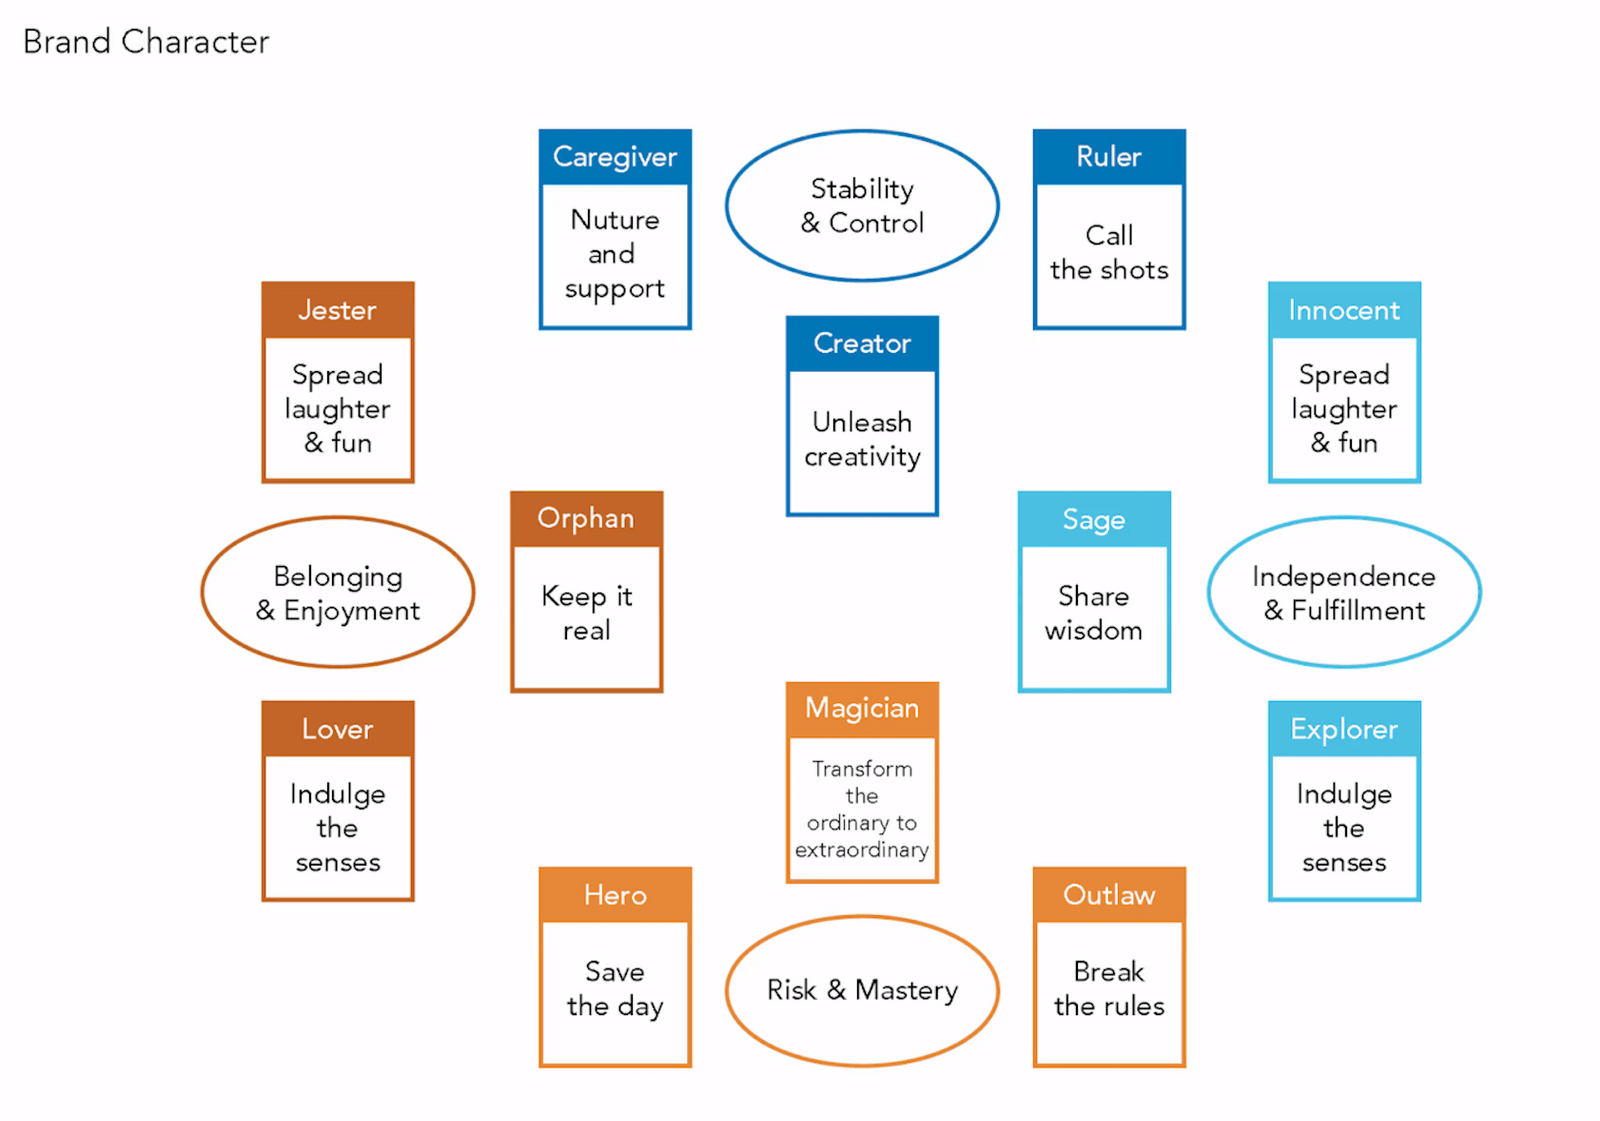 Brand Character
Caregiver
Nuture
and
support
Stability
& Control
Ruler
Call
the shots
Jester
Spread
laughter
& fun
Creator
Unleash
creativity
Innocent
Spread
laughter
& fun
Belonging
& Enjoyment
Orphan
Keep it
real
Sage
Share
wisdom
Independence
& Fulfillment
Lover
Indulge
the
senses
Magician
Transform
the
ordinary to
extraordinary
Explorer
Indulge
the
senses
Hero
Save
the day
Risk & Mastery
Outlaw
Break
the rules